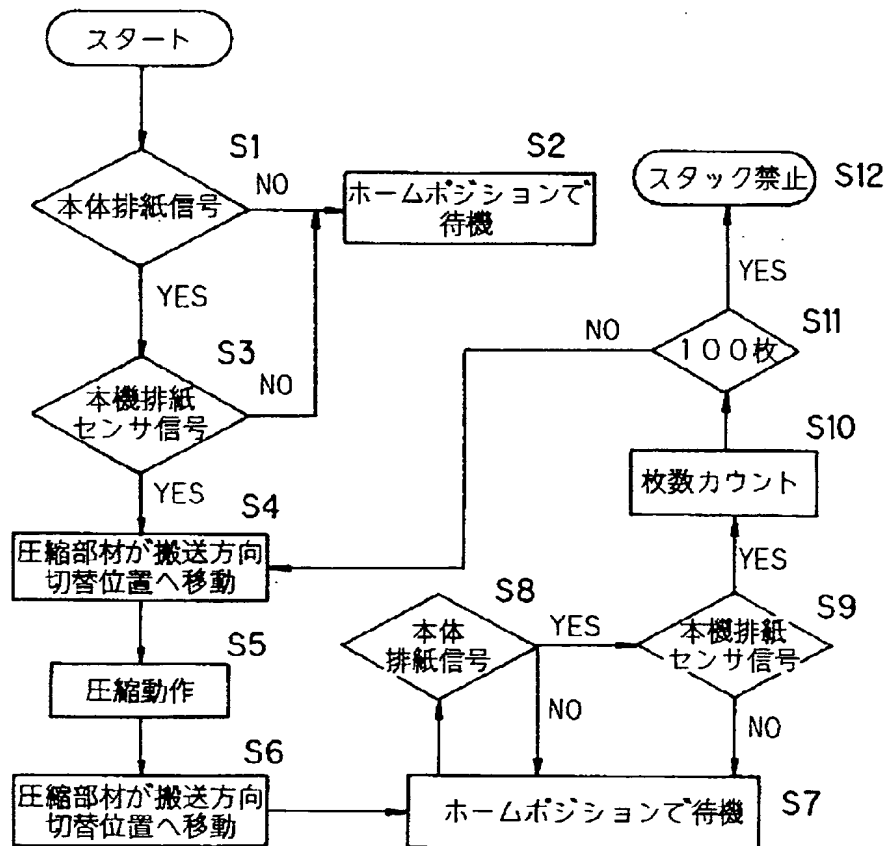 スタート
S1
本体排紙信号
NO
YES
S2
ホームポジションで
待機
S3
本機排紙
センサ信号
NO
YES
S4
圧縮部材が搬送方向
切替位置へ移動
S5
圧縮動作
S6
圧縮部材が搬送方向
切替位置へ移動
ホームポジションで待機
S7
S8
本体
排紙信号
YES
NO
S9
本機排紙
センサ信号
NO
YES
S10
枚数カウント
S11
100枚
NO
YES
スタック禁止
S12